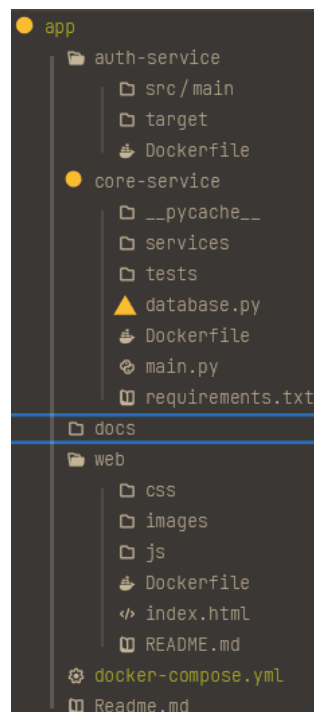 app
auth-service
src/main
target
Dockerfile
core-service
__pycache__
services
tests
database.py
Dockerfile
main.py
requirements.txt
docs
web
css
images
js
Dockerfile
index.html
README.md
docker-compose.yml
Readme.md